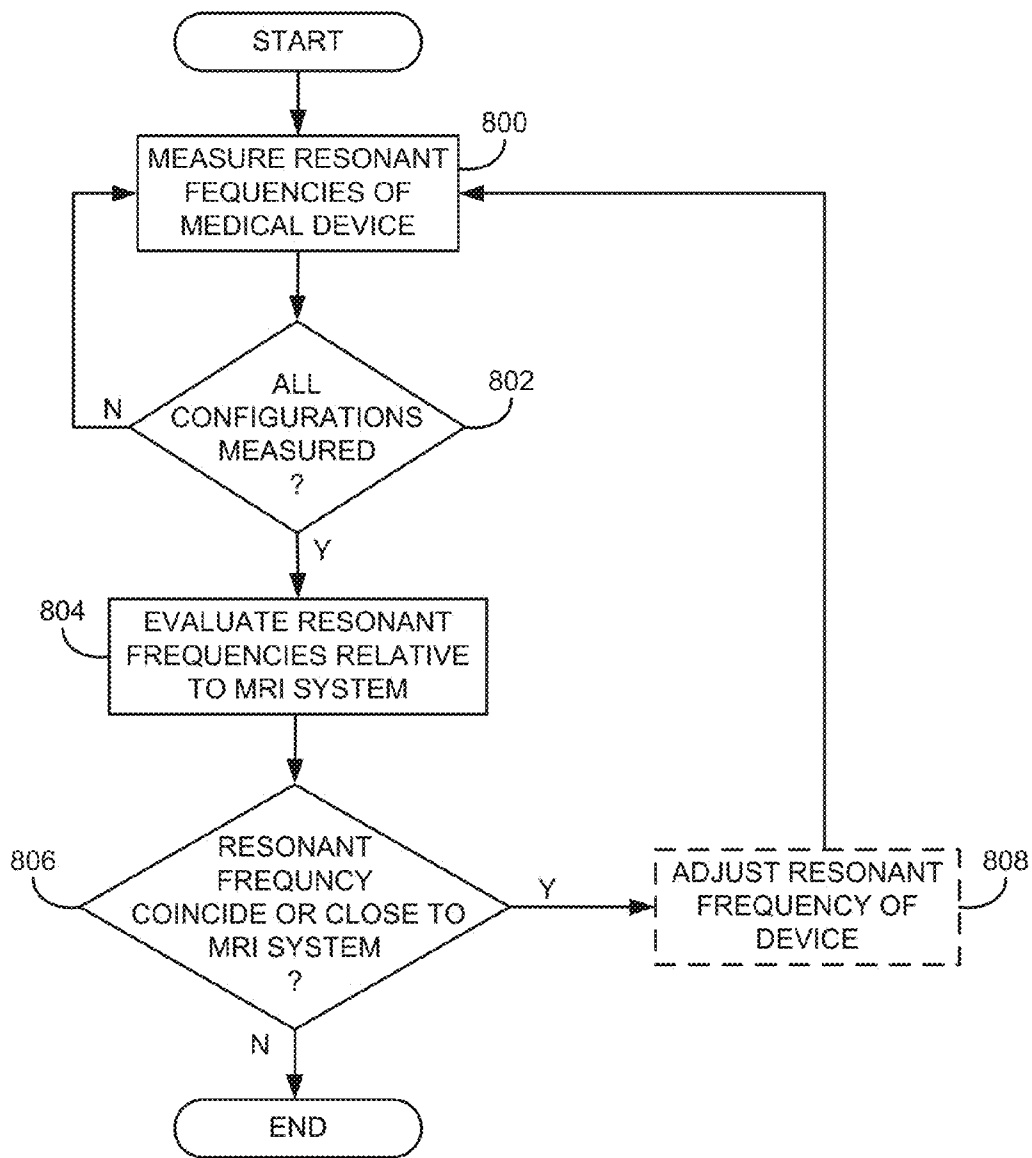 START
800
MEASURE RESONANT
FEQUENCIES OF
MEDICAL DEVICE
802
ALL
CONFIGURATIONS
MEASURED
?
N
Y
804
EVALUATE RESONANT
FREQUENCIES RELATIVE
TO MRI SYSTEM
806
RESONANT
FREQUNCY
COINCIDE OR CLOSE TO
MRI SYSTEM
?
Y
ADJUST RESONANT
FREQUENCY OF
DEVICE
808
N
END